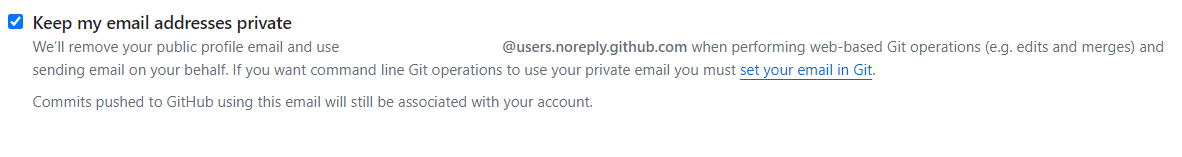 Keep my email addresses private
We'll remove your public profile email and use @users.noreply.github.com when performing web-based Git operations (e.g. edits and merges) and
sending email on your behalf. If you want command line Git operations to use your private email you must set your email in Git.
Commits pushed to GitHub using this email will still be associated with your account.